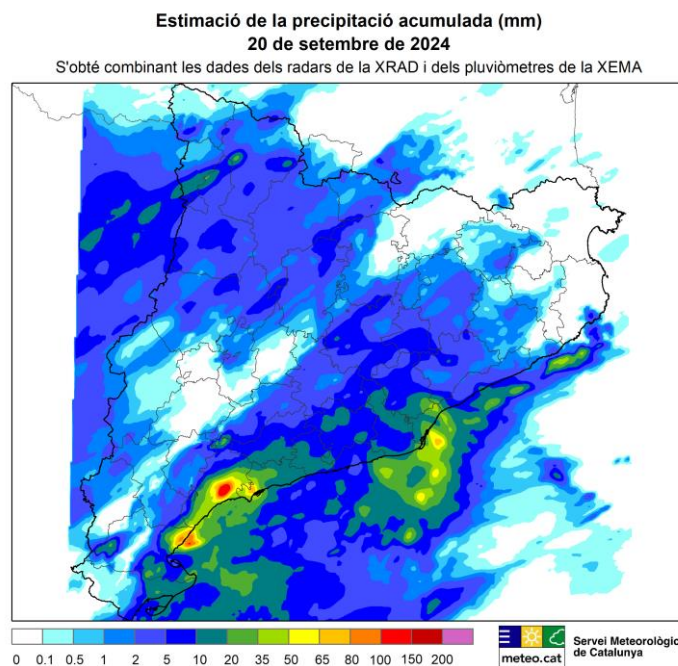 Estimació de la precipitació acumulada (mm)
20 de setembre de 2024
S'obté combinant les dades dels radars de la XRAD i dels pluviòmetres de la XEMA
0 0.1 0.5 1 2 5 10 20 35 50 65 80 100 150 200
meteo.cat
Servei Meteorològic
de Catalunya